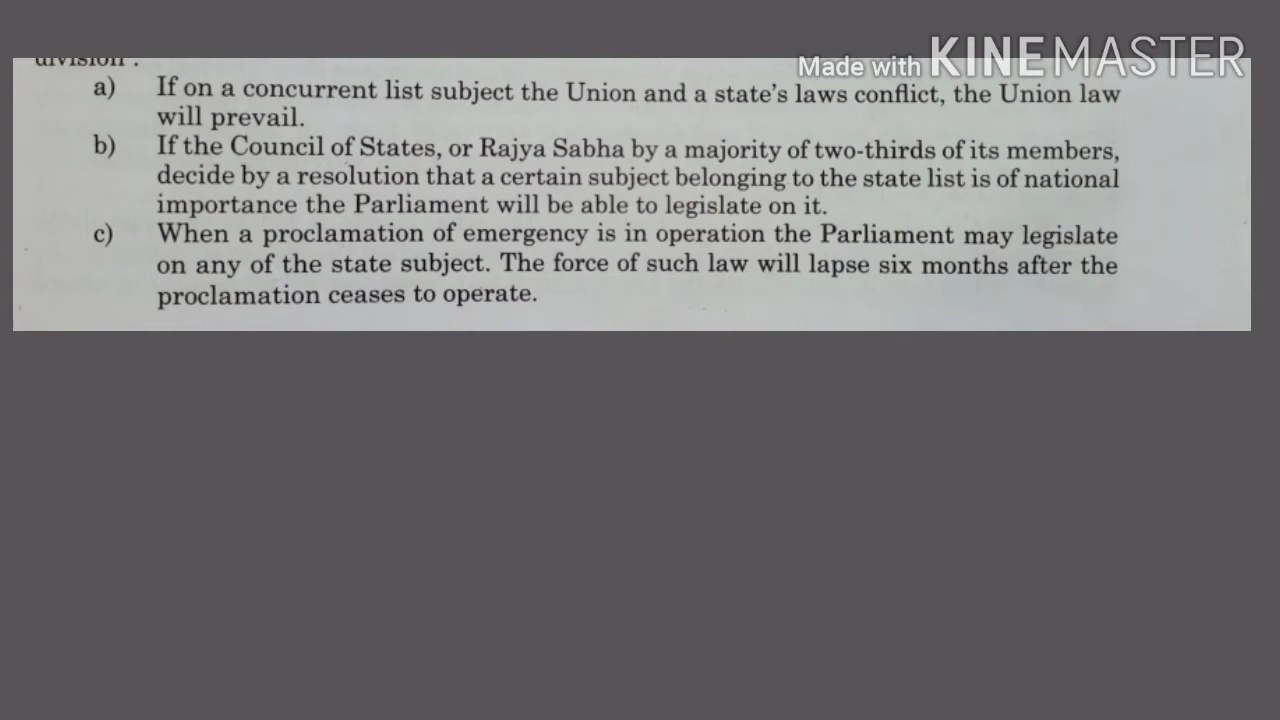 division :
Made with KINEMASTER
a) If on a concurrent list subject the Union and a state's laws conflict, the Union law
will prevail.
b) If the Council of States, or Rajya Sabha by a majority of two-thirds of its members,
decide by a resolution that a certain subject belonging to the state list is of national
importance the Parliament will be able to legislate on it.
c) When a proclamation of emergency is in operation the Parliament may legislate
on any of the state subject. The force of such law will lapse six months after the
proclamation ceases to operate.